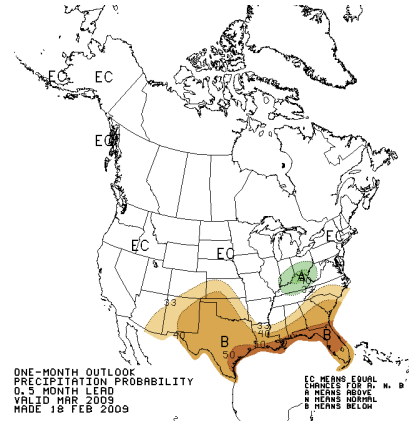 EC EC
EC
EC
EC
EC
A
33
40
33
40
50
B
50
B
ONE-MONTH OUTLOOK
PRECIPITATION PROBABILITY
0.5 MONTH LEAD
VALID MAR 2009
MADE 18 FEB 2009
EC MEANS EQUAL
CHANCES FOR A, N, B
A MEANS ABOVE
N MEANS NORMAL
B MEANS BELOW